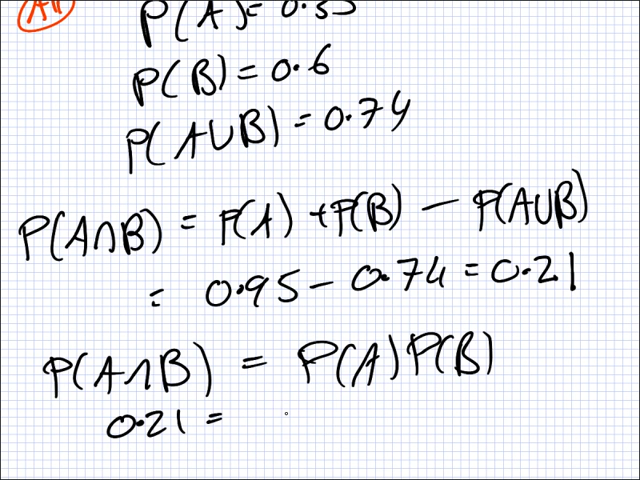 P(A) = 0.35
P(B) = 0.6
P(A∪B) = 0.74
P(A∩B) = P(A) + P(B) - P(A∪B)
= 0.95 - 0.74 = 0.21
P(A∩B) = P(A)P(B)
0.21 =